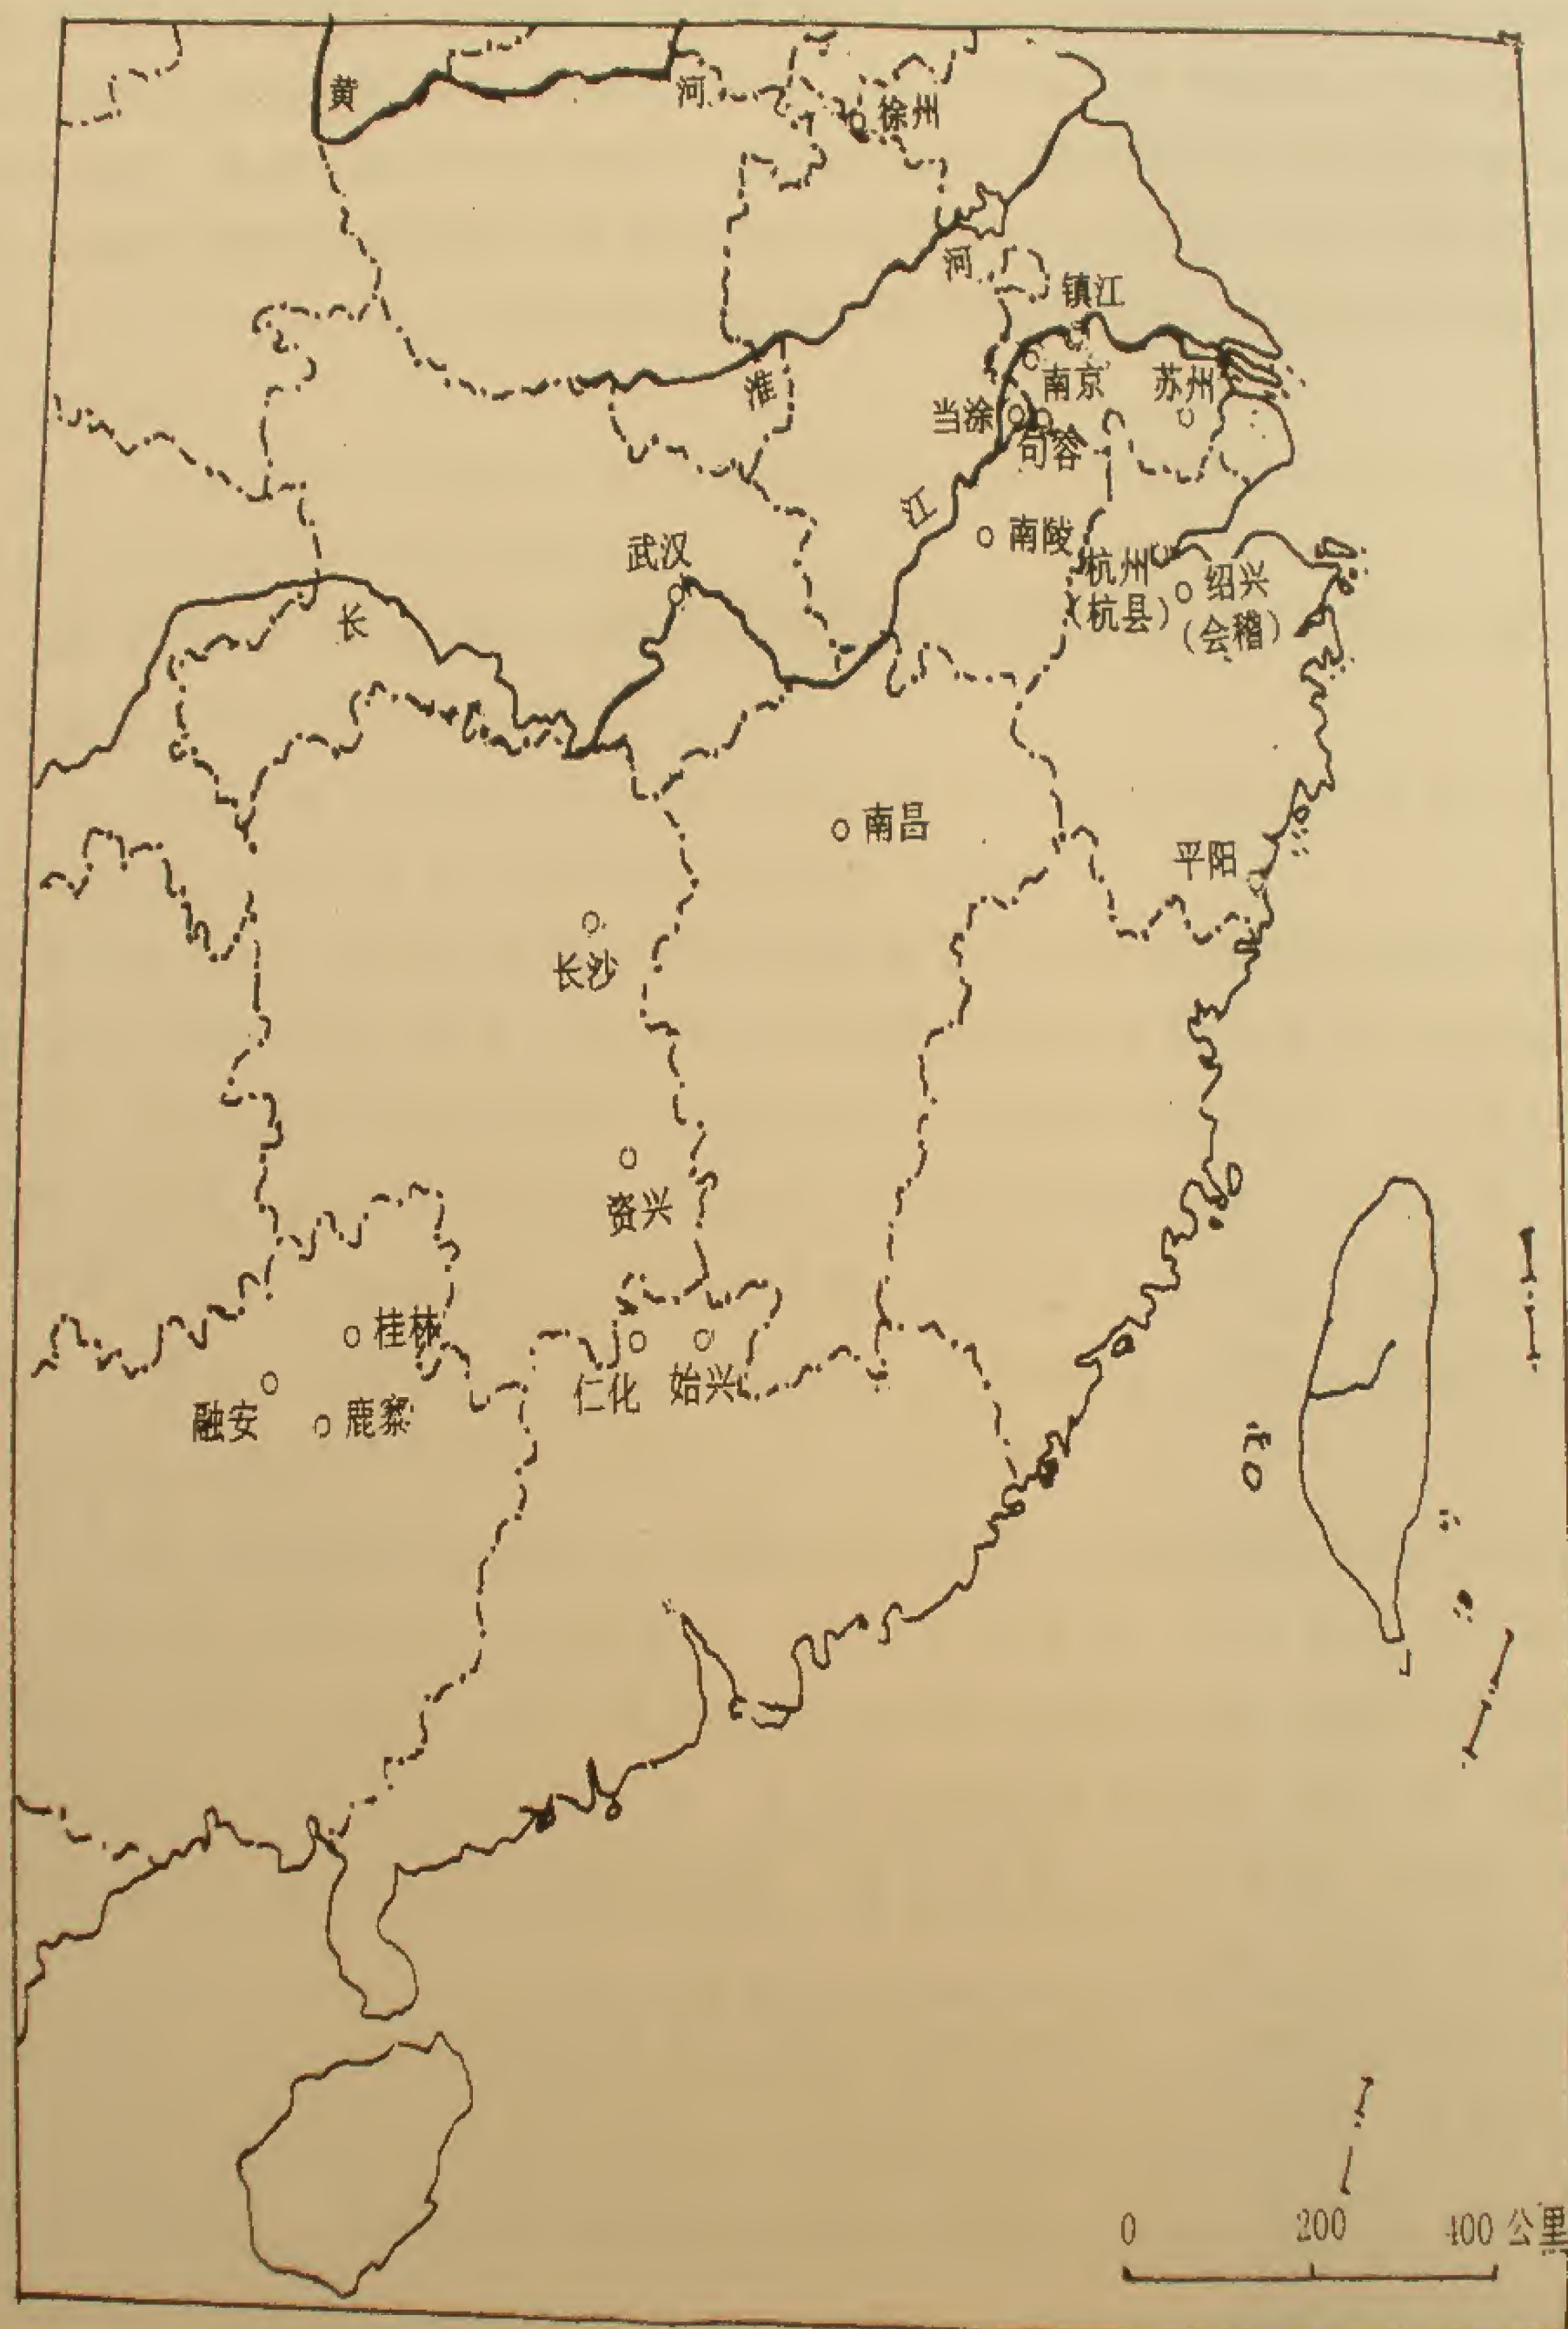 黄
河
徐州
河
镇江
淮
南京
苏州
当涂
句容
江
南陵
武汉
杭州
(杭县)
绍兴
(会稽)
长
南昌
平阳
长沙
资兴
桂林
仁化
始兴
融安
鹿寨
0 200 400 公里